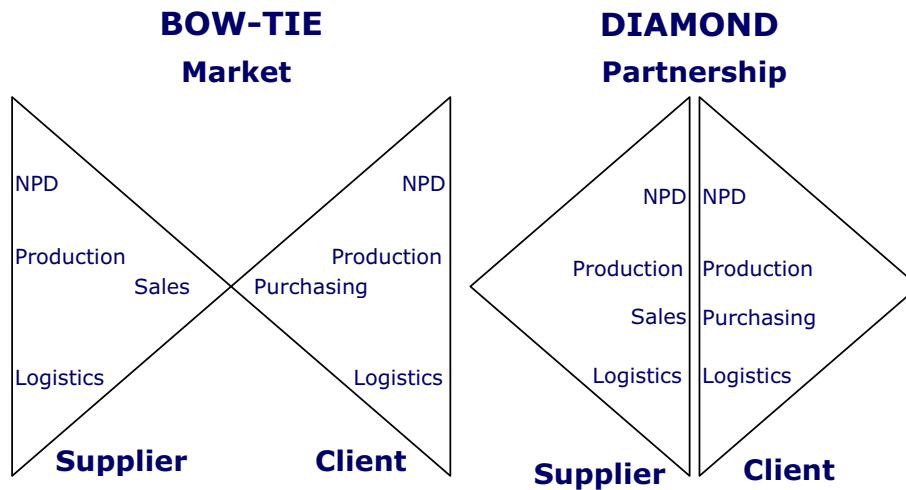 BOW-TIE
Market
NPD NPD
Production Production
Sales Purchasing
Logistics Logistics
Supplier Client
DIAMOND
Partnership
NPD NPD
Production Production
Sales Purchasing
Logistics Logistics
Supplier Client